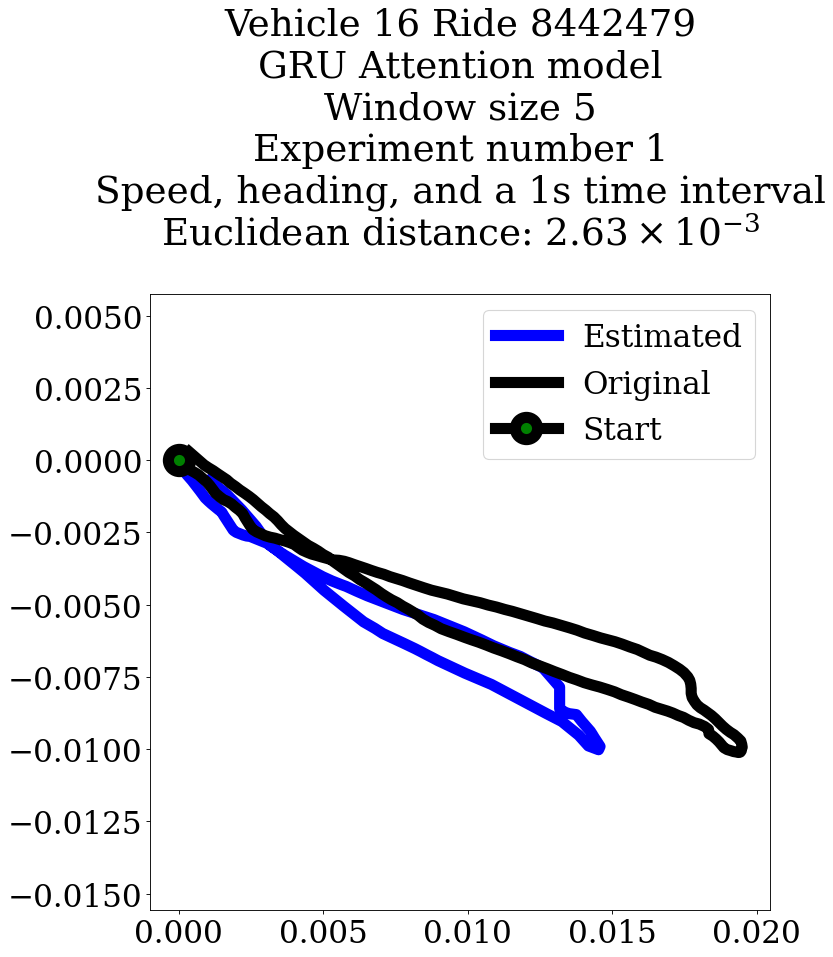 Vehicle 16 Ride 8442479
GRU Attention model
Window size 5
Experiment number 1
Speed, heading, and a 1s time interval
Euclidean distance: 2.63 × 10⁻³
Estimated
Original
Start
0.0050
0.0025
0.0000
−0.0025
−0.0050
−0.0075
−0.0100
−0.0125
−0.0150
0.000 0.005 0.010 0.015 0.020